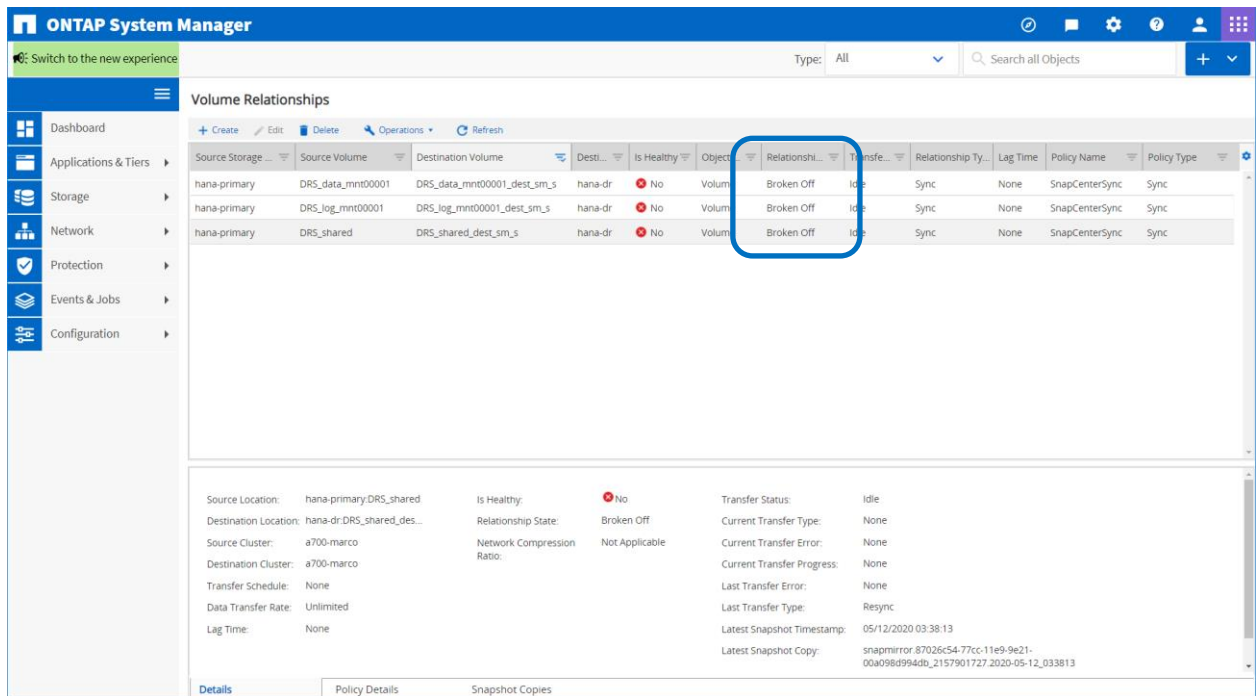 ONTAP System Manager
Switch to the new experience
Type: All
Search all Objects
Volume Relationships
Dashboard
Applications & Tiers
Storage
Network
Protection
Events & Jobs
Configuration
+ Create Edit Delete Operations Refresh
Source Storage ... Source Volume Destination Volume Desti... Is Healthy Object... Relationshi... Transfe... Relationship Ty... Lag Time Policy Name Policy Type
hana-primary DRS_data_mnt00001 DRS_data_mnt00001_dest_sm_s hana-dr No Volum Broken Off Idle Sync None SnapCenterSync Sync
hana-primary DRS_log_mnt00001 DRS_log_mnt00001_dest_sm_s hana-dr No Volum Broken Off Idle Sync None SnapCenterSync Sync
hana-primary DRS_shared DRS_shared_dest_sm_s hana-dr No Volum Broken Off Idle Sync None SnapCenterSync Sync
Source Location: hana-primary:DRS_shared
Destination Location: hana-dr:DRS_shared_des...
Source Cluster: a700-marco
Destination Cluster: a700-marco
Transfer Schedule: None
Data Transfer Rate: Unlimited
Lag Time: None
Is Healthy: No
Relationship State: Broken Off
Network Compression Not Applicable
Ratio:
Transfer Status: Idle
Current Transfer Type: None
Current Transfer Error: None
Current Transfer Progress: None
Last Transfer Error: None
Last Transfer Type: Resync
Latest Snapshot Timestamp: 05/12/2020 03:38:13
Latest Snapshot Copy: snapmirror.87026c54-77cc-11e9-9e21-
00a098d994db_2157901727.2020-05-12_033813
Details Policy Details Snapshot Copies